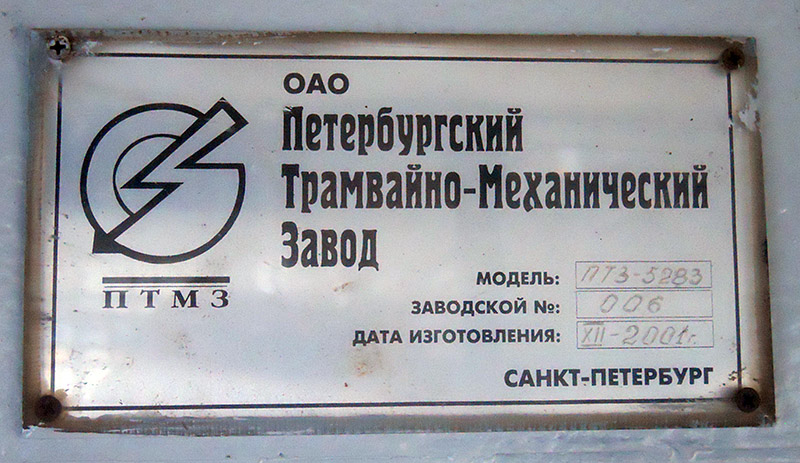 ОАО
Петербургский
Трамвайно-Механический
Завод
ПТМЗ
МОДЕЛЬ: ПТЗ-5283
ЗАВОДСКОЙ №: 006
ДАТА ИЗГОТОВЛЕНИЯ: XII-2001г.
САНКТ-ПЕТЕРБУРГ